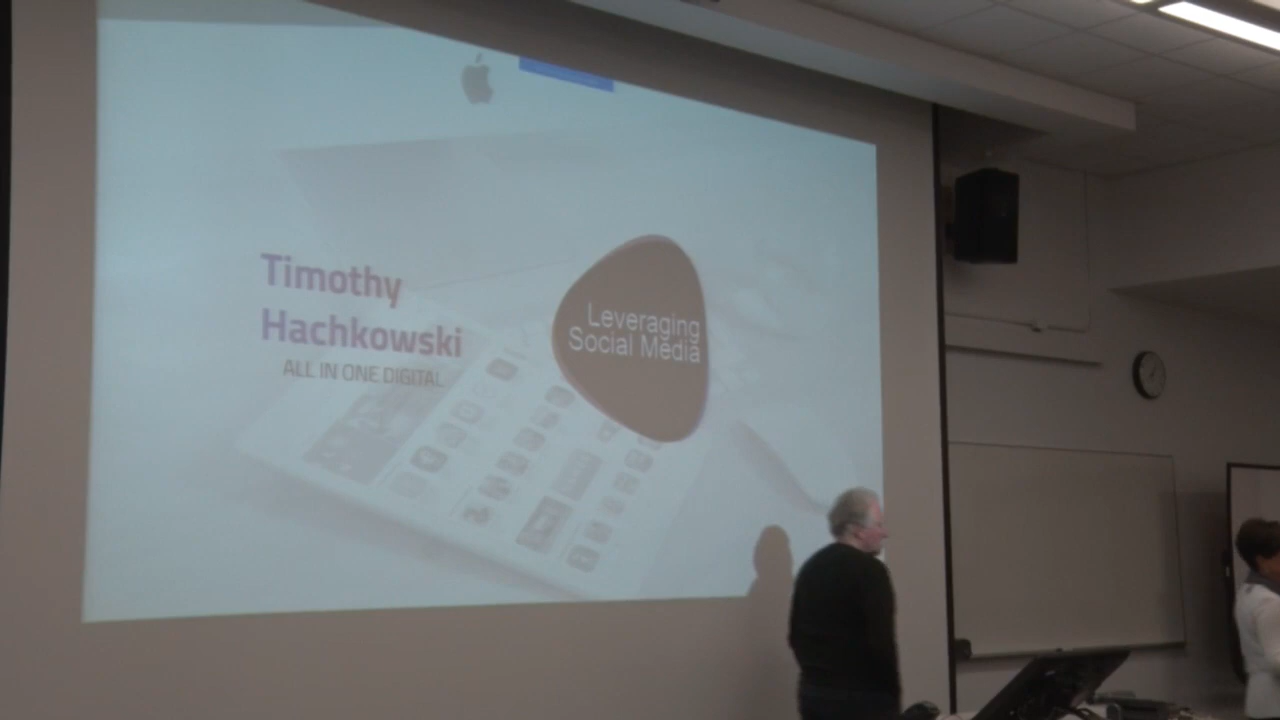 Timothy
Hachkowski
ALL IN ONE DIGITAL
Leveraging
Social Media